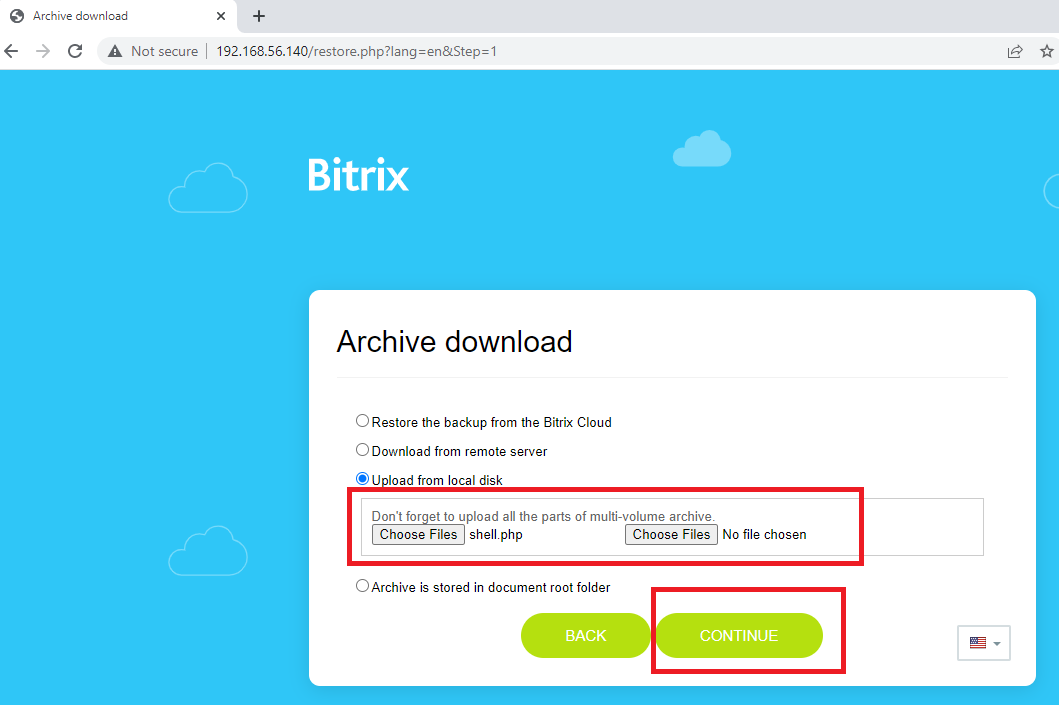 Archive download
Not secure 192.168.56.140/restore.php?lang=en&Step=1
Bitrix
Archive download
Restore the backup from the Bitrix Cloud
Download from remote server
Upload from local disk
Don't forget to upload all the parts of multi-volume archive.
Choose Files shell.php Choose Files No file chosen
Archive is stored in document root folder
BACK CONTINUE